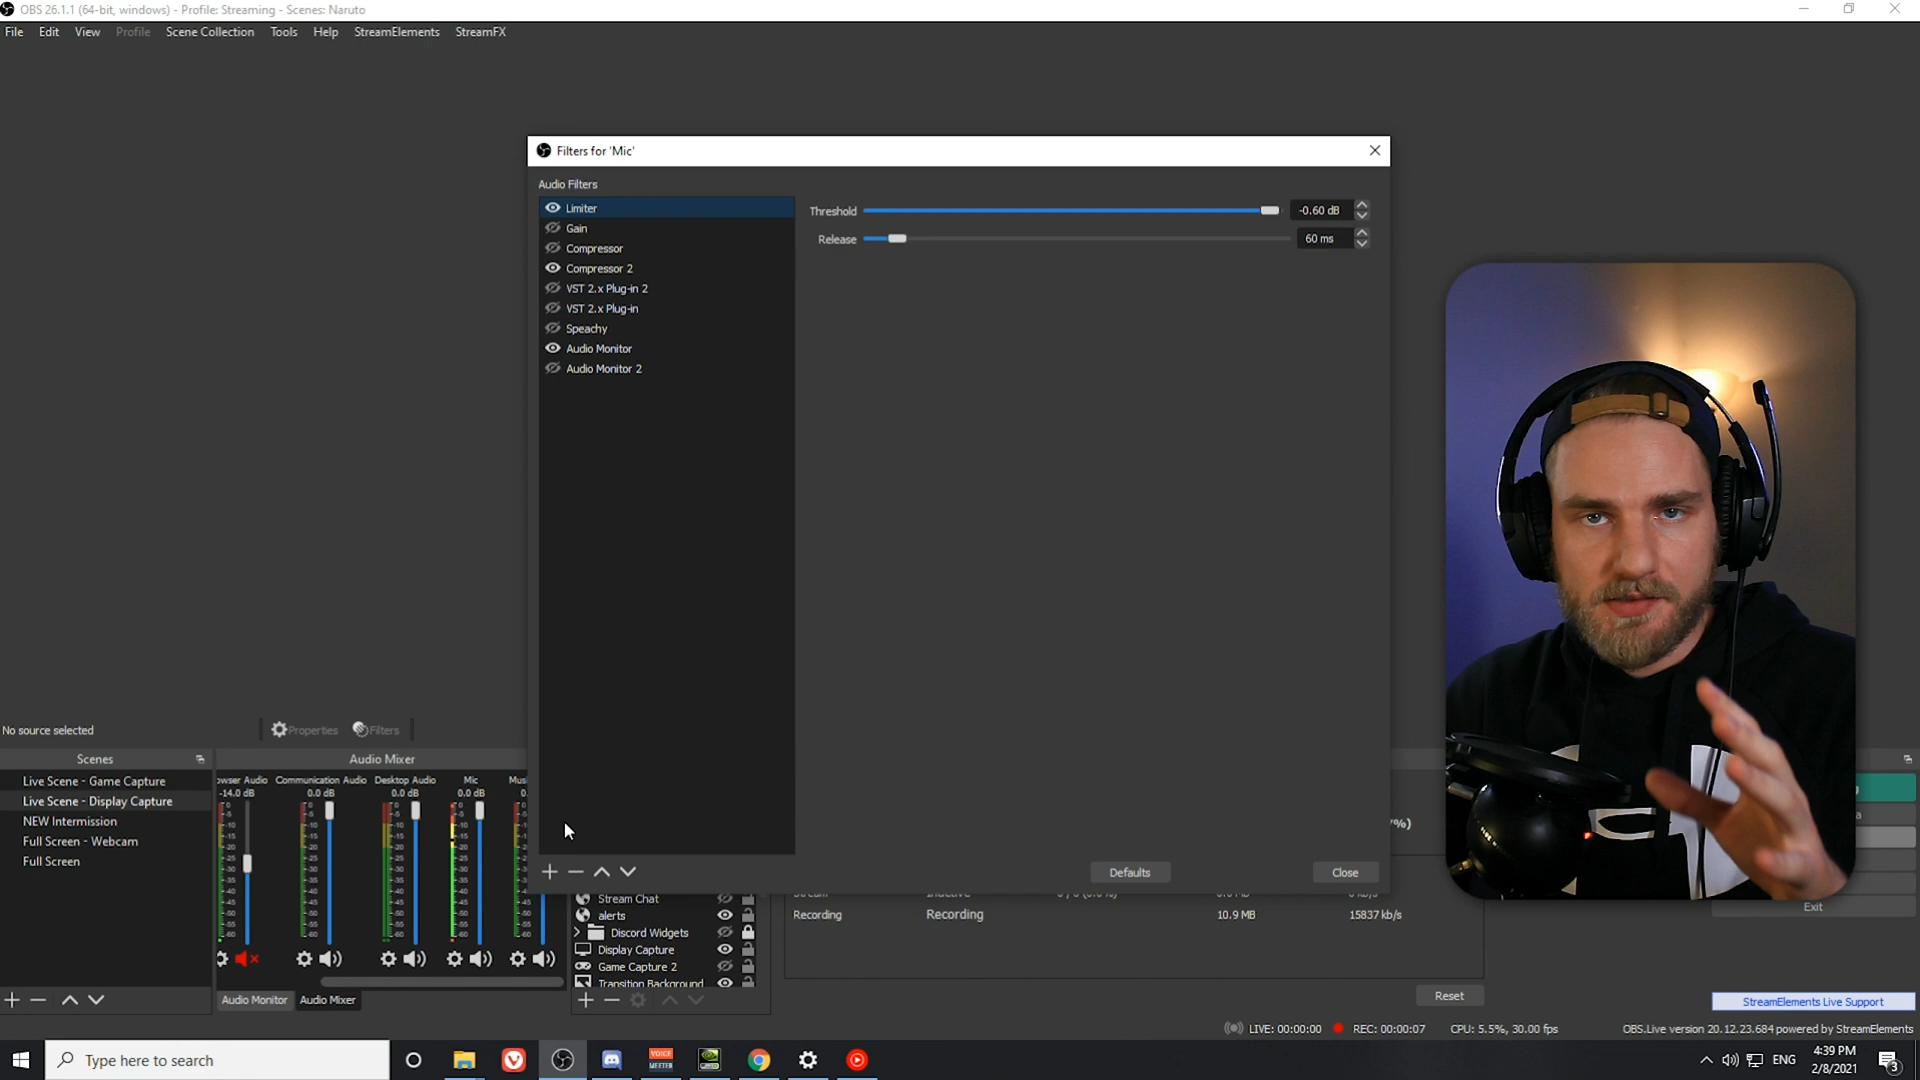 OBS 26.1.1 (64-bit, windows) - Profile: Streaming - Scenes: Naruto
File Edit View Profile Scene Collection Tools Help StreamElements StreamFX
Filters for 'Mic'
Audio Filters
Limiter
Gain
Compressor
Compressor 2
VST 2.x Plug-in 2
VST 2.x Plug-in
Speachy
Audio Monitor
Audio Monitor 2
Threshold -0.60 dB
Release 60 ms
Defaults Close
No source selected Properties Filters
Scenes
Live Scene - Game Capture
Live Scene - Display Capture
NEW Intermission
Full Screen - Webcam
Full Screen
Audio Mixer
Audio Communication Audio Desktop Audio Mic
-14.0 dB 0.0 dB 0.0 dB 0.0 dB
Audio Monitor Audio Mixer
Stream Chat
alerts
Discord Widgets
Display Capture
Game Capture 2
Transition Background
%)
Recording Recording 10.9 MB 15837 kb/s
Reset
Exit
StreamElements Live Support
LIVE: 00:00:00 REC: 00:00:07 CPU: 5.5%, 30.00 fps OBS.Live version 20.12.23.684 powered by StreamElements
Type here to search
VOICE
MEETER
ENG
4:39 PM
2/8/2021
3